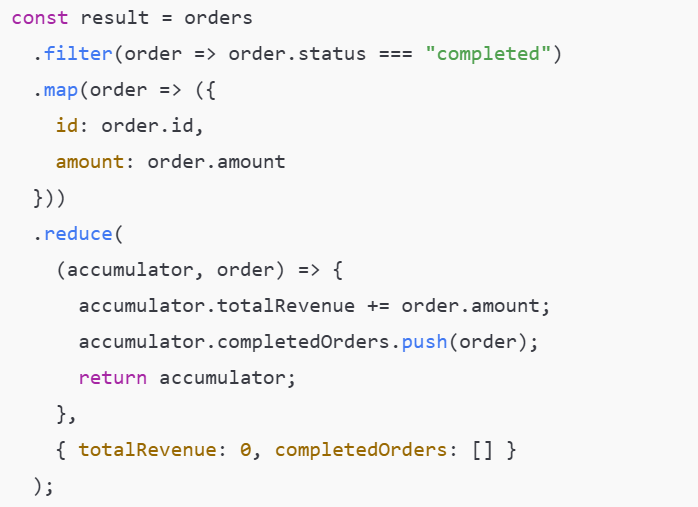 const result = orders
  .filter(order => order.status === "completed")
  .map(order => ({
    id: order.id,
    amount: order.amount
  }))
  .reduce(
    (accumulator, order) => {
      accumulator.totalRevenue += order.amount;
      accumulator.completedOrders.push(order);
      return accumulator;
    },
    { totalRevenue: 0, completedOrders: [] }
  );